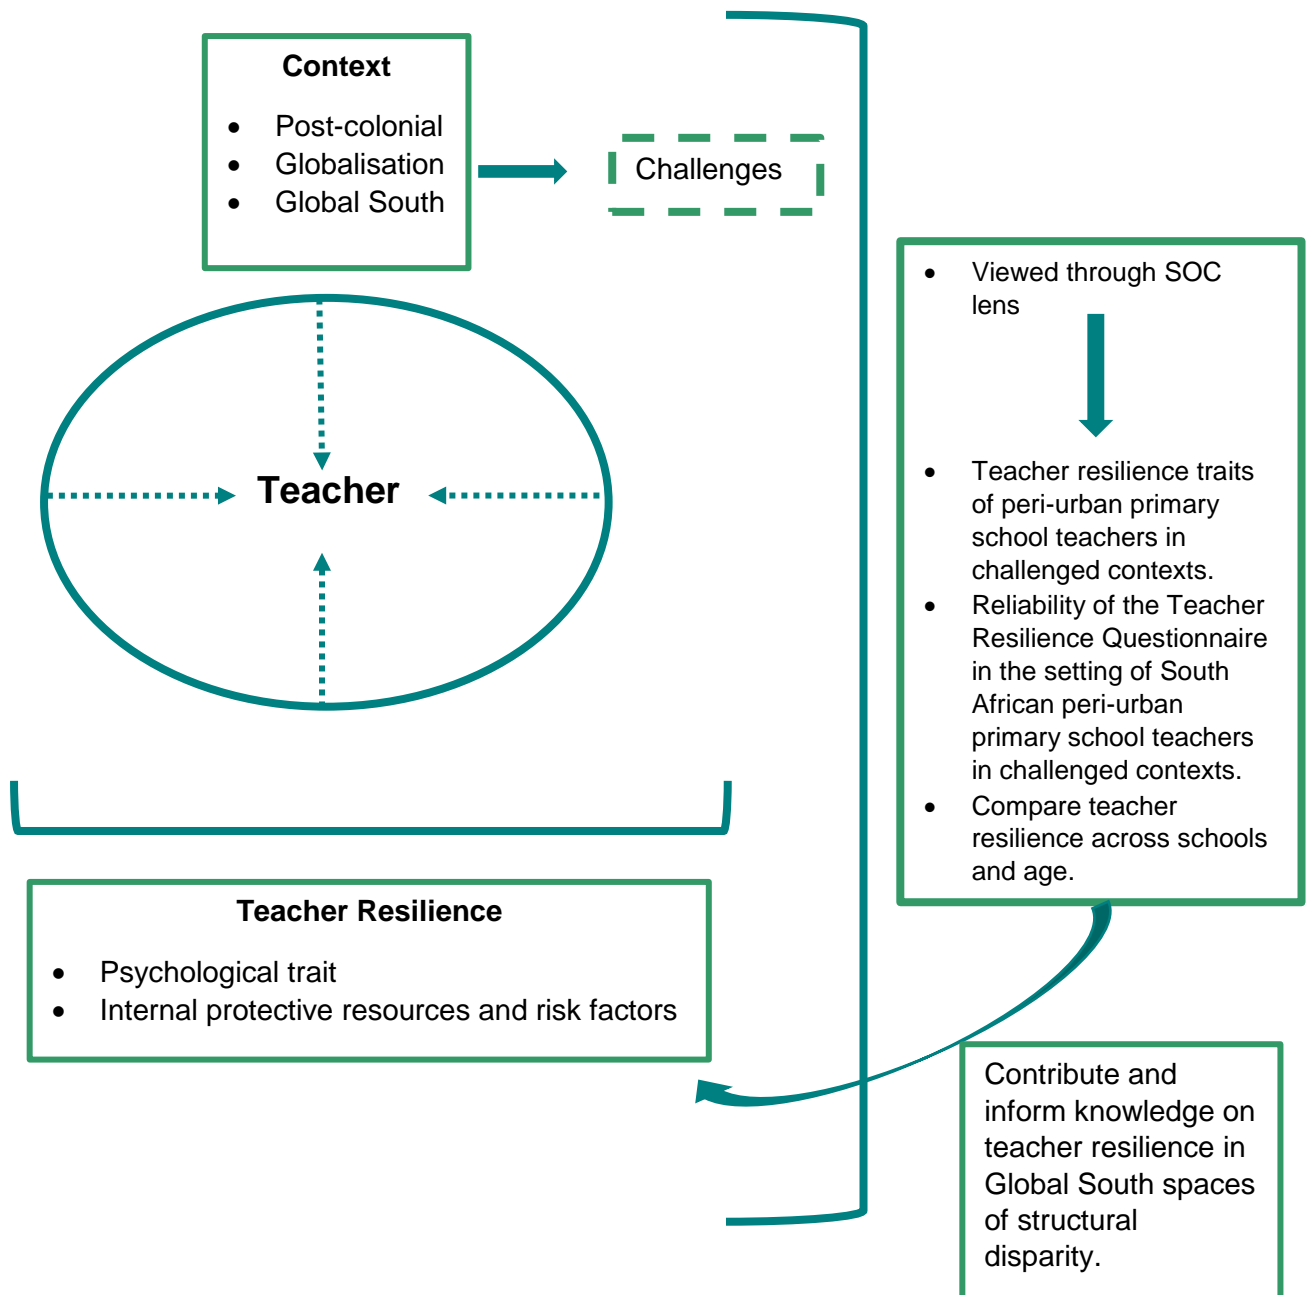 Context
• Post-colonial
• Globalisation
• Global South
Challenges
Teacher
Teacher Resilience
• Psychological trait
• Internal protective resources and risk factors
• Viewed through SOC
lens
• Teacher resilience traits
of peri-urban primary
school teachers in
challenged contexts.
• Reliability of the Teacher
Resilience Questionnaire
in the setting of South
African peri-urban
primary school teachers
in challenged contexts.
• Compare teacher
resilience across schools
and age.
Contribute and
inform knowledge on
teacher resilience in
Global South spaces
of structural
disparity.